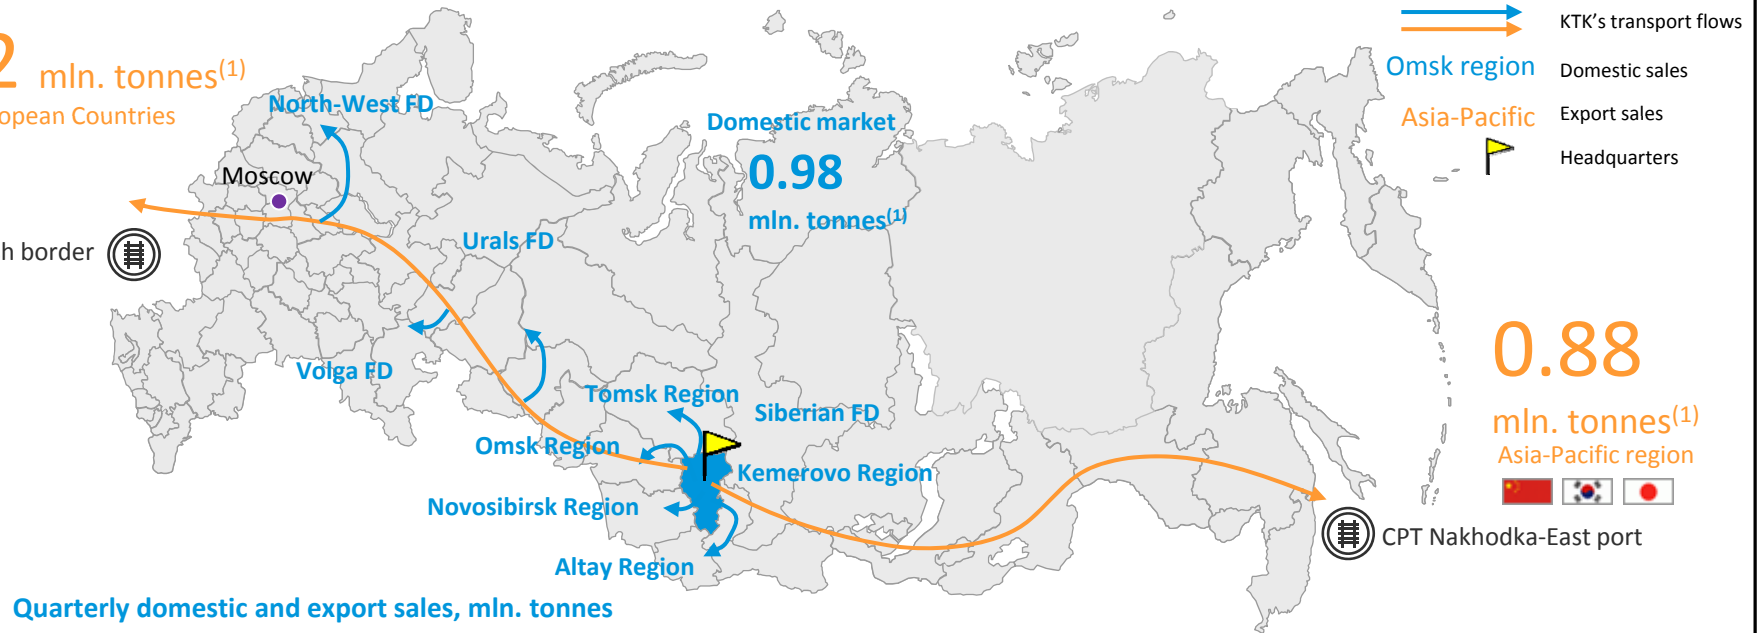 2 mln. tonnes(1)
European Countries
North-West FD
Moscow
h border
Domestic market
0.98
mln. tonnes(1)
Urals FD
Volga FD
Tomsk Region
Siberian FD
Omsk Region
Kemerovo Region
Novosibirsk Region
Altay Region
KTK's transport flows
Omsk region Domestic sales
Asia-Pacific Export sales
Headquarters
0.88
mln. tonnes(1)
Asia-Pacific region
CPT Nakhodka-East port
Quarterly domestic and export sales, mln. tonnes